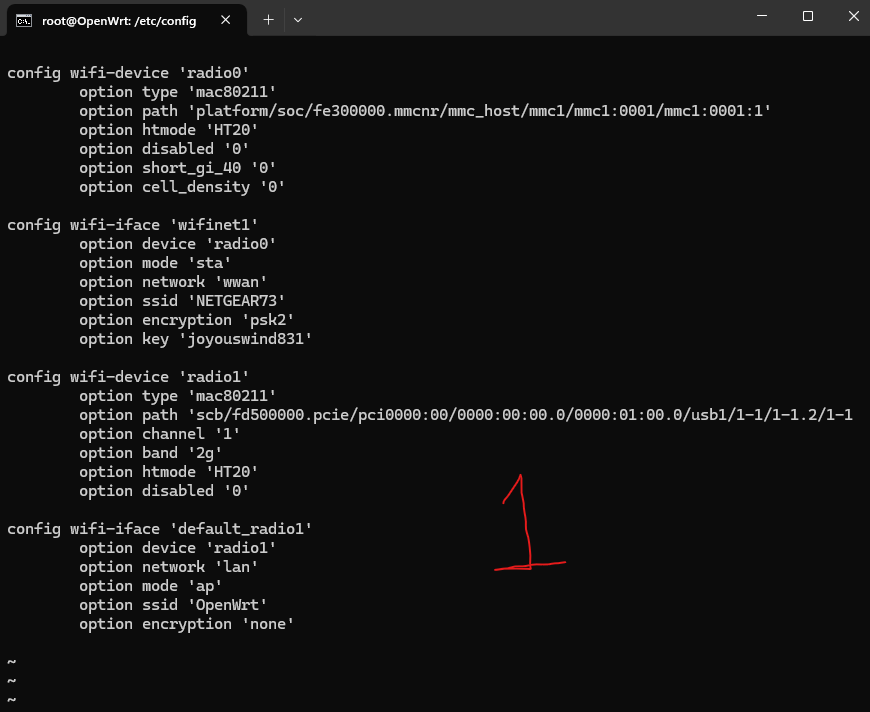 root@OpenWrt: /etc/config
config wifi-device 'radio0'
        option type 'mac80211'
        option path 'platform/soc/fe300000.mmcnr/mmc_host/mmc1/mmc1:0001/mmc1:0001:1'
        option htmode 'HT20'
        option disabled '0'
        option short_gi_40 '0'
        option cell_density '0'
config wifi-iface 'wifinet1'
        option device 'radio0'
        option mode 'sta'
        option network 'wwan'
        option ssid 'NETGEAR73'
        option encryption 'psk2'
        option key 'joyouswind831'
config wifi-device 'radio1'
        option type 'mac80211'
        option path 'scb/fd500000.pcie/pci0000:00/0000:00:00.0/0000:01:00.0/usb1/1-1/1-1.2/1-1
        option channel '1'
        option band '2g'
        option htmode 'HT20'
        option disabled '0'
1
config wifi-iface 'default_radio1'
        option device 'radio1'
        option network 'lan'
        option mode 'ap'
        option ssid 'OpenWrt'
        option encryption 'none'
~
~
~